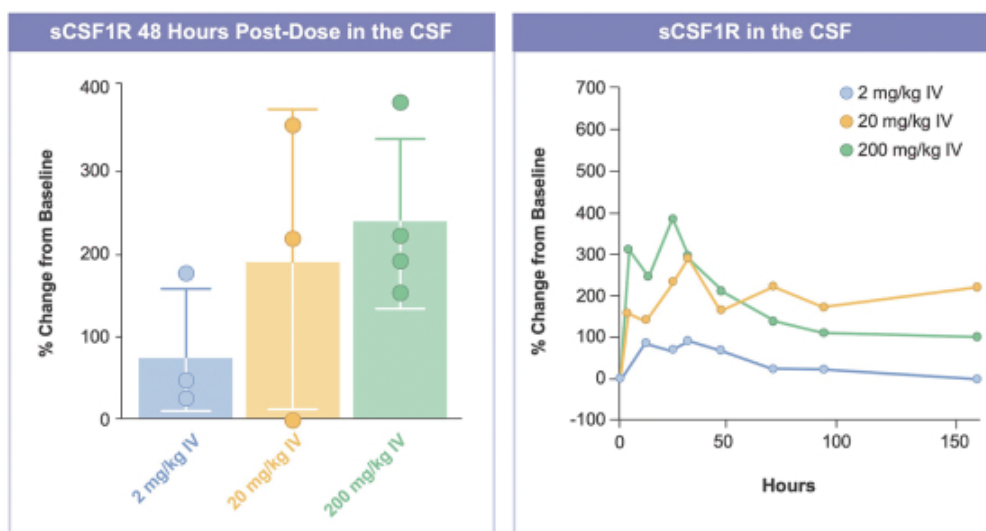 sCSF1R 48 Hours Post-Dose in the CSF
% Change from Baseline
400
300
200
100
0
2 mg/kg IV
20 mg/kg IV
200 mg/kg IV
sCSF1R in the CSF
% Change from Baseline
700
600
500
400
300
200
100
0
-100
2 mg/kg IV
20 mg/kg IV
200 mg/kg IV
0 50 100 150
Hours